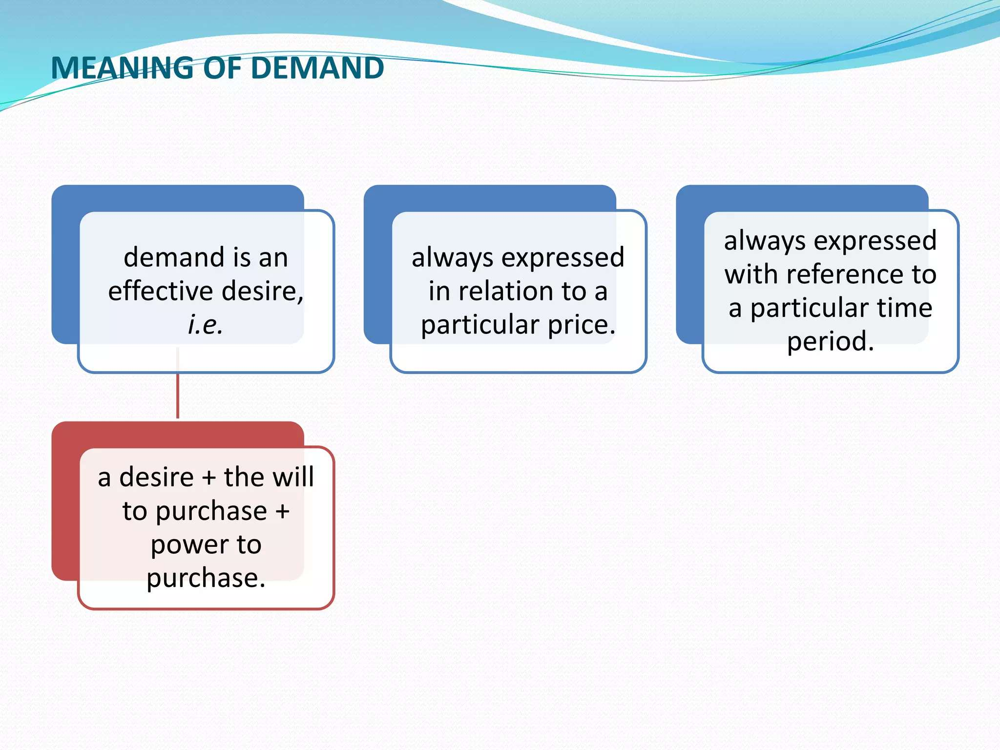 MEANING OF DEMAND
demand is an
effective desire,
i.e.
always expressed
in relation to a
particular price.
always expressed
with reference to
a particular time
period.
a desire + the will
to purchase +
power to
purchase.